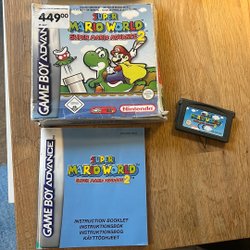 449.00
GAME BOY ADVANCE
SUPER
MARIO WORLD
SUPER MARIO ADVANCE 2
Nintendo
GAME BOY ADVANCE
SUPER
MARIO WORLD
SUPER MARIO ADVANCE 2
INSTRUCTION BOOKLET
INSTRUKTIONSBOK
INSTRUKTIONSBOG
KÄYTTÖOHJEET